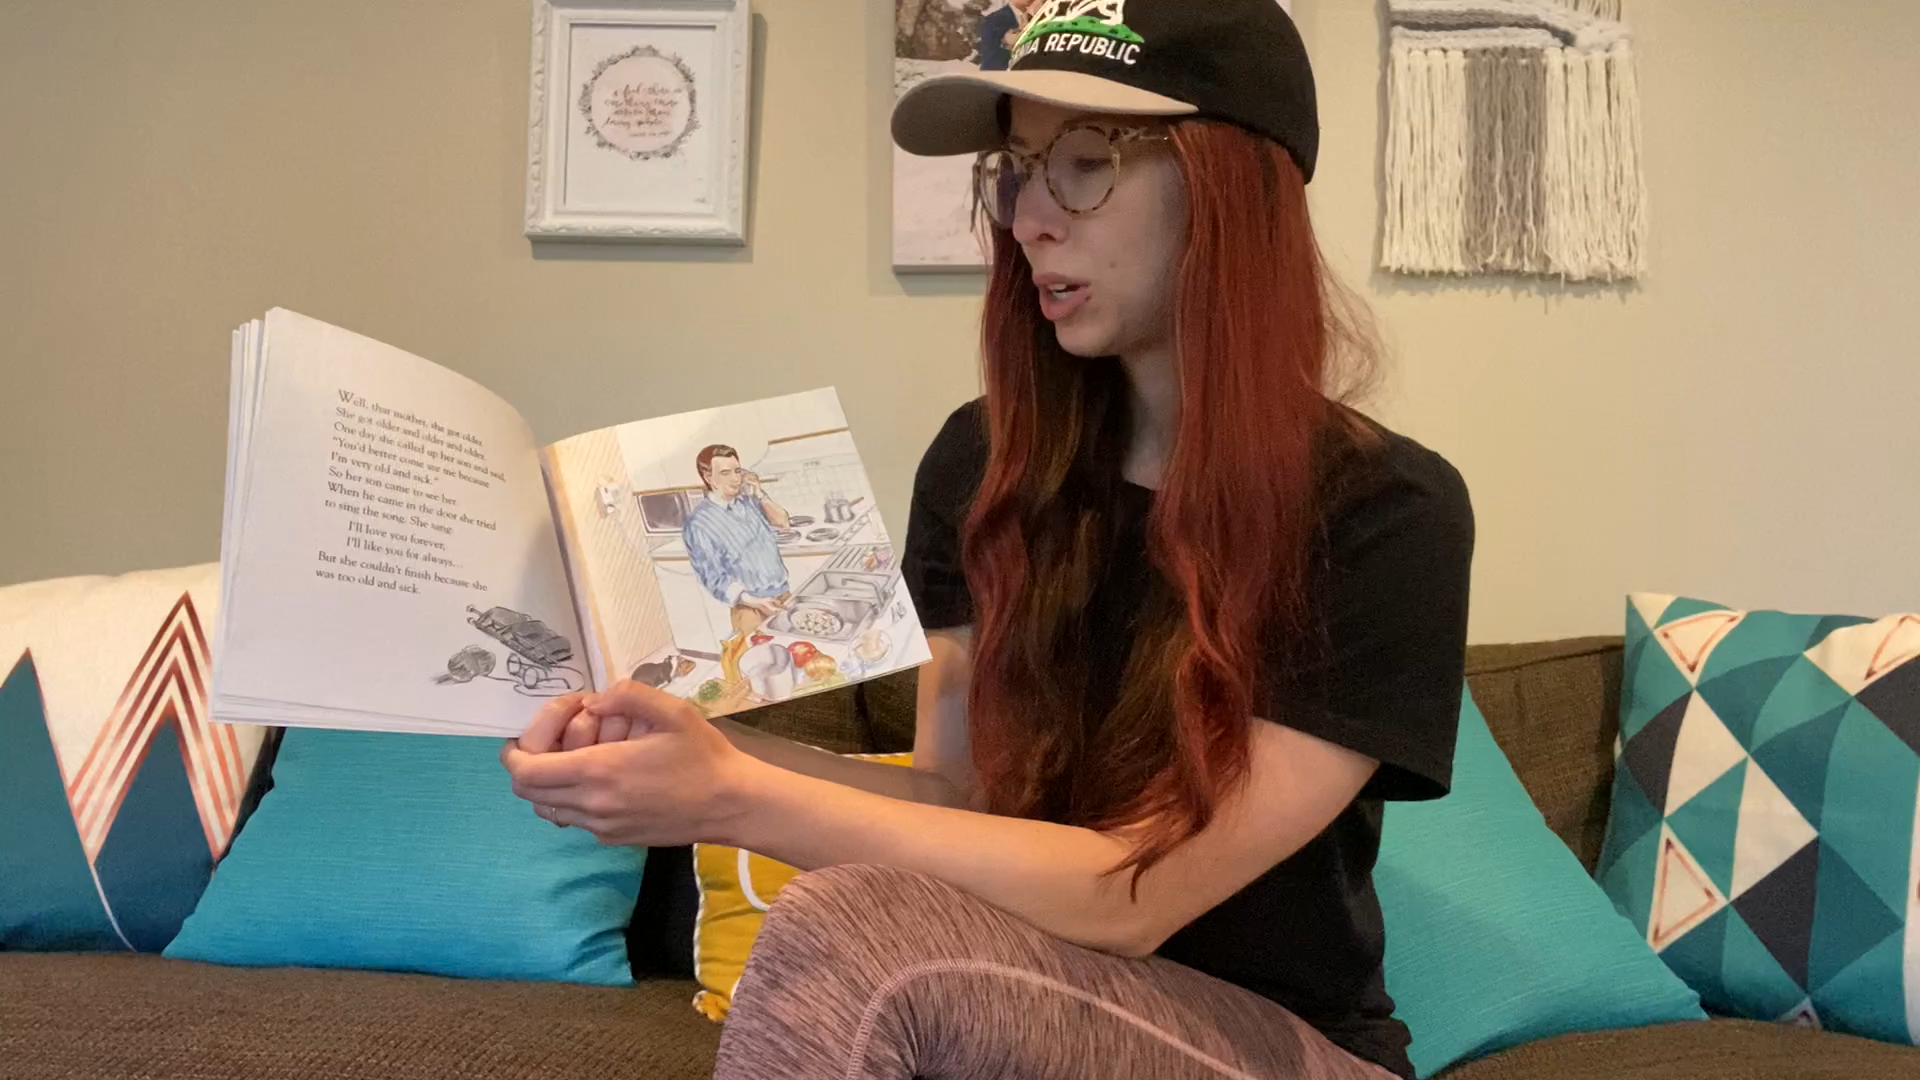 REPUBLIC
Well, that mother, she got older.
She got older and older and older.
One day she called up her son and said,
"You'd better come see me because
I'm very old and sick."
So her son came to see her.
When he came in the door she tried
to sing the song. She sang:
I'll love you forever,
I'll like you for always...
But she couldn't finish because she
was too old and sick.